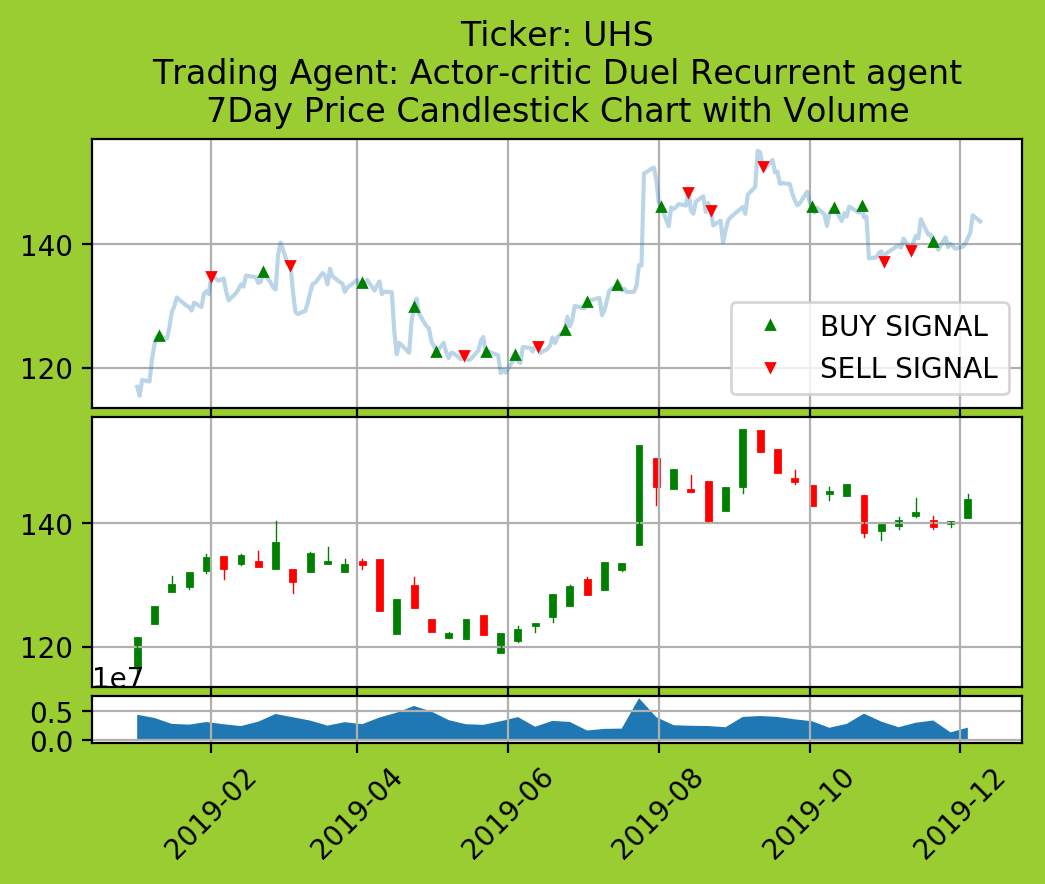 Ticker: UHS
Trading Agent: Actor-critic Duel Recurrent agent
7Day Price Candlestick Chart with Volume
140
120
BUY SIGNAL
SELL SIGNAL
140
120
1e7
0.5
0.0
2019-02
2019-04
2019-06
2019-08
2019-10
2019-12